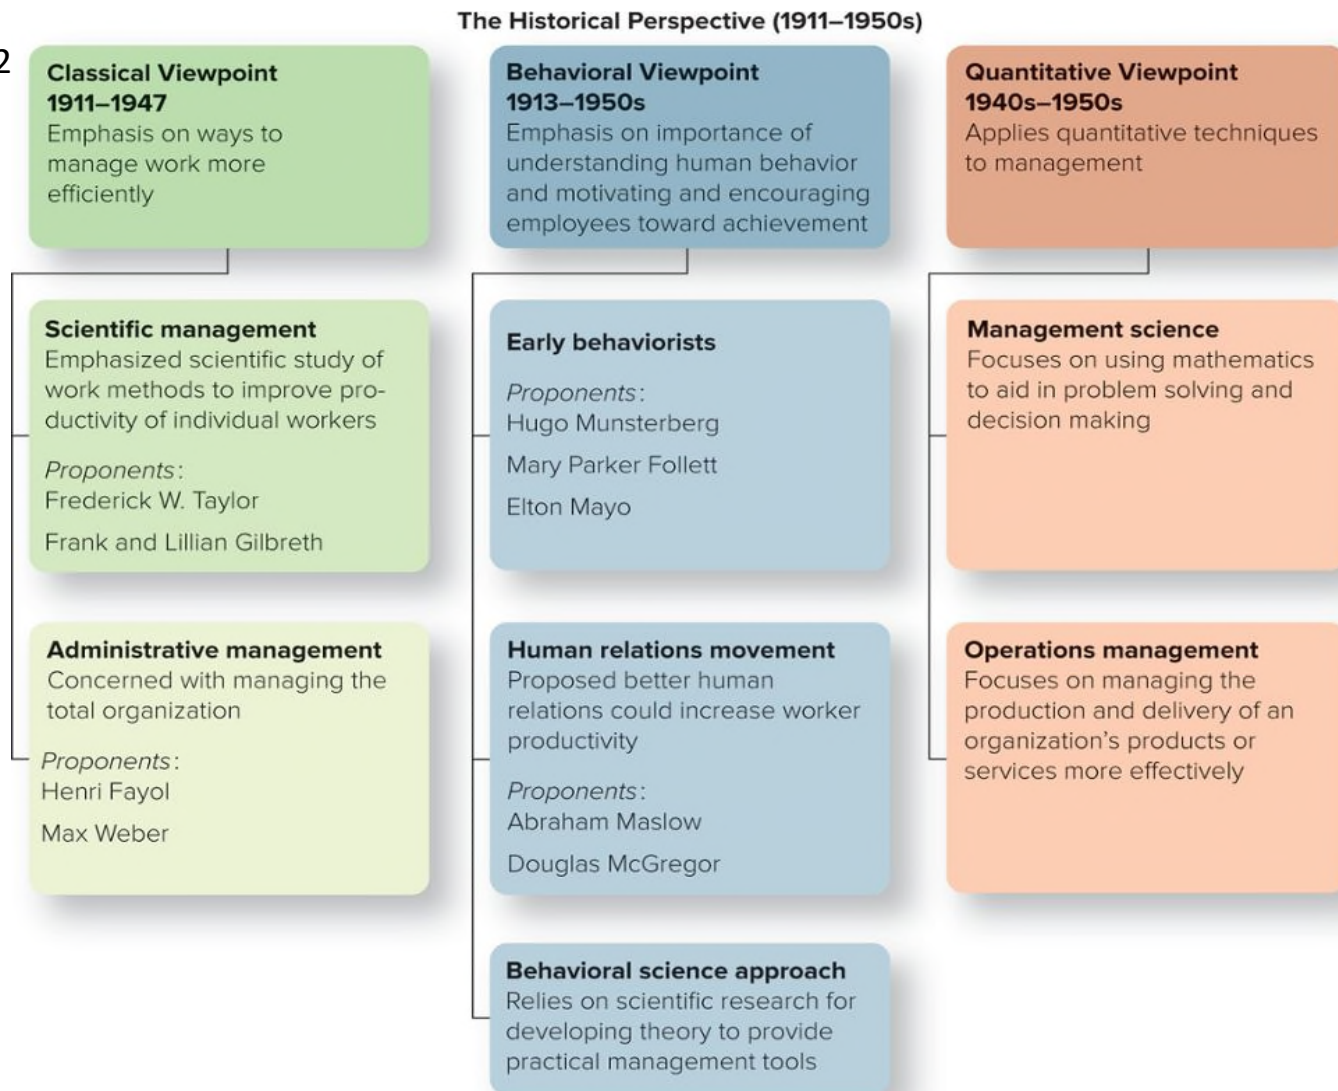 The Historical Perspective (1911–1950s)
2
Classical Viewpoint
1911–1947
Emphasis on ways to
manage work more
efficiently
Scientific management
Emphasized scientific study of
work methods to improve pro-
ductivity of individual workers
Proponents:
Frederick W. Taylor
Frank and Lillian Gilbreth
Administrative management
Concerned with managing the
total organization
Proponents:
Henri Fayol
Max Weber
Behavioral Viewpoint
1913–1950s
Emphasis on importance of
understanding human behavior
and motivating and encouraging
employees toward achievement
Early behaviorists
Proponents:
Hugo Munsterberg
Mary Parker Follett
Elton Mayo
Human relations movement
Proposed better human
relations could increase worker
productivity
Proponents:
Abraham Maslow
Douglas McGregor
Behavioral science approach
Relies on scientific research for
developing theory to provide
practical management tools
Quantitative Viewpoint
1940s–1950s
Applies quantitative techniques
to management
Management science
Focuses on using mathematics
to aid in problem solving and
decision making
Operations management
Focuses on managing the
production and delivery of an
organization's products or
services more effectively